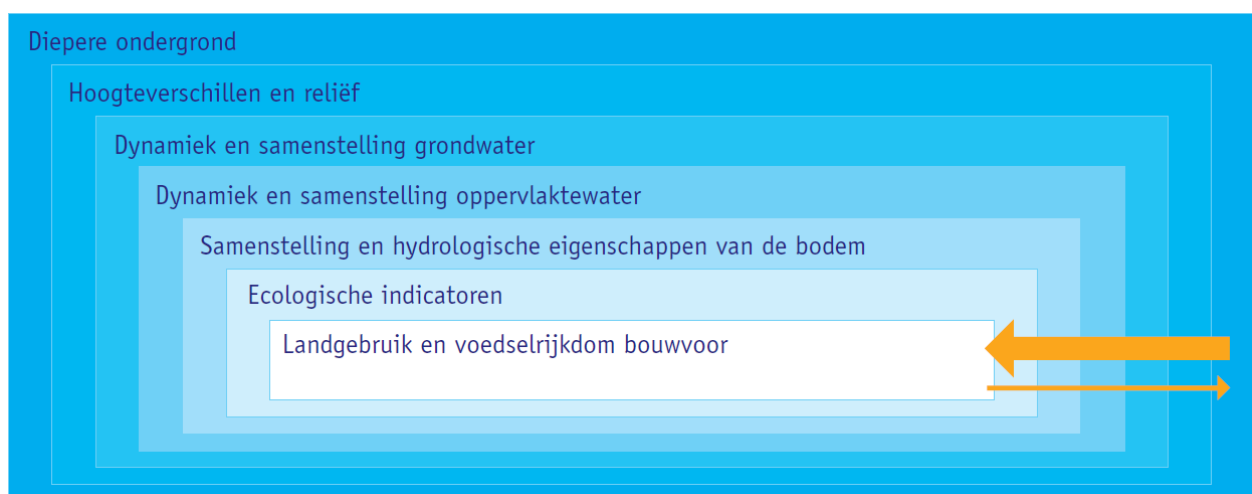 Diepere ondergrond
Hoogteverschillen en reliëf
Dynamiek en samenstelling grondwater
Dynamiek en samenstelling oppervlaktewater
Samenstelling en hydrologische eigenschappen van de bodem
Ecologische indicatoren
Landgebruik en voedselrijkdom bouwvoor